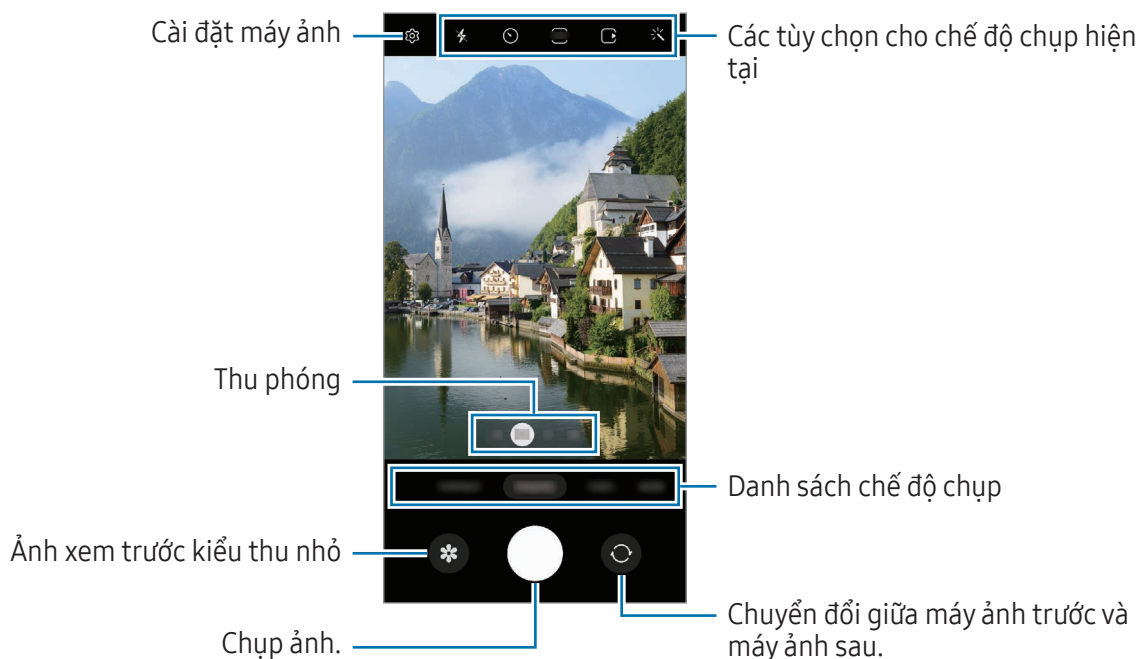 Cài đặt máy ảnh
Các tùy chọn cho chế độ chụp hiện
tại
Thu phóng
Danh sách chế độ chụp
Ảnh xem trước kiểu thu nhỏ
Chụp ảnh.
Chuyển đổi giữa máy ảnh trước và
máy ảnh sau.